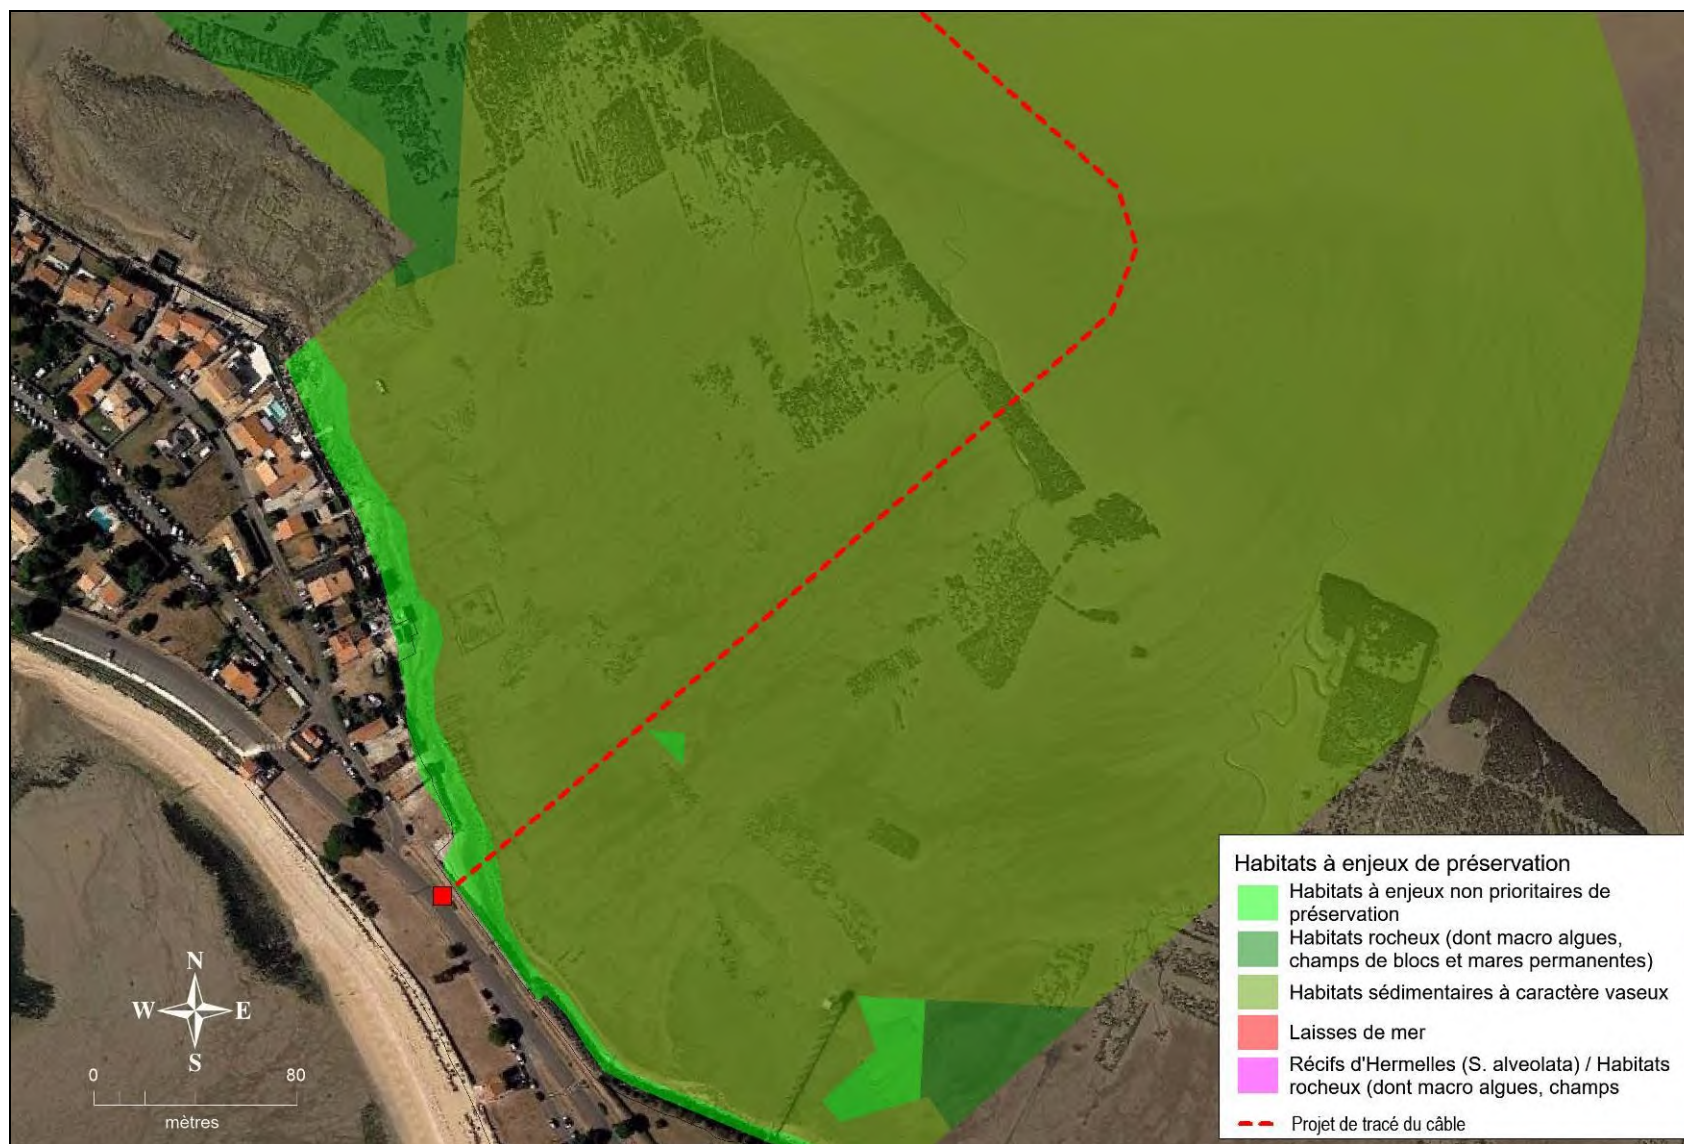 N
W E
S
0 80
mètres
Habitats à enjeux de préservation
Habitats à enjeux non prioritaires de
préservation
Habitats rocheux (dont macro algues,
champs de blocs et mares permanentes)
Habitats sédimentaires à caractère vaseux
Laisses de mer
Récifs d'Hermelles (S. alveolata) / Habitats
rocheux (dont macro algues, champs
Projet de tracé du câble